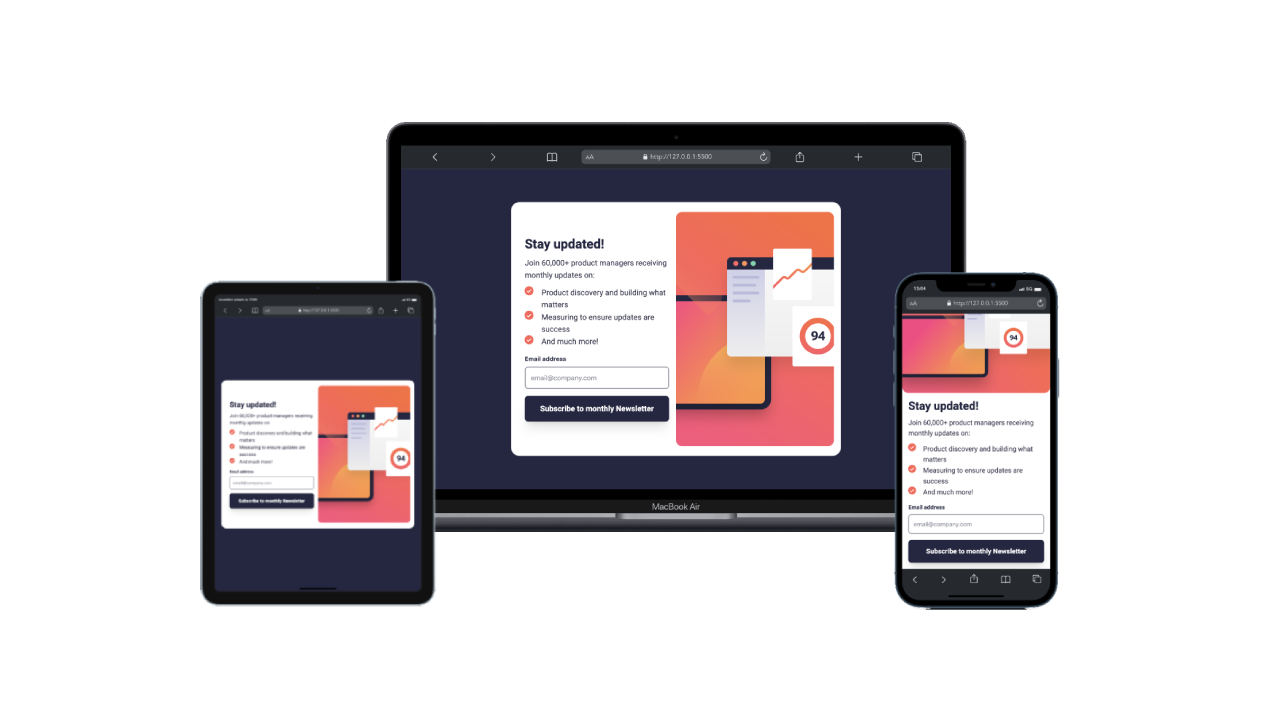 AA
http://127.0.0.1:5500
Stay updated!
Join 60,000+ product managers receiving
monthly updates on:
Product discovery and building what
matters
Measuring to ensure updates are
success
And much more!
Email address
email@company.com
Subscribe to monthly Newsletter
94
MacBook Air
AA
http://127.0.0.1:5500
Stay updated!
Join 60,000+ product managers receiving
monthly updates on:
Product discovery and building what
matters
Measuring to ensure updates are
success
And much more!
Email address
email@company.com
Subscribe to monthly Newsletter
94
13:04
5G
AA
http://127.0.0.1:5500
94
Stay updated!
Join 60,000+ product managers receiving
monthly updates on:
Product discovery and building what
matters
Measuring to ensure updates are
success
And much more!
Email address
email@company.com
Subscribe to monthly Newsletter